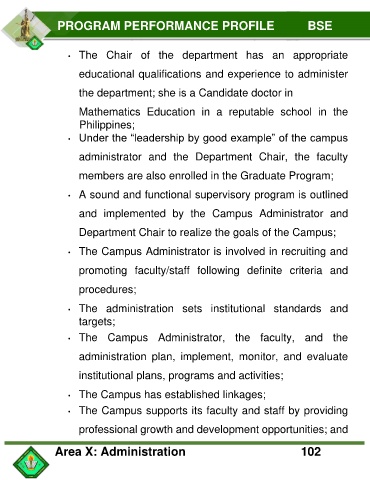 PROGRAM PERFORMANCE PROFILE BSE
• The Chair of the department has an appropriate
educational qualifications and experience to administer
the department; she is a Candidate doctor in
Mathematics Education in a reputable school in the
Philippines;
• Under the “leadership by good example” of the campus
administrator and the Department Chair, the faculty
members are also enrolled in the Graduate Program;
• A sound and functional supervisory program is outlined
and implemented by the Campus Administrator and
Department Chair to realize the goals of the Campus;
• The Campus Administrator is involved in recruiting and
promoting faculty/staff following definite criteria and
procedures;
• The administration sets institutional standards and
targets;
• The Campus Administrator, the faculty, and the
administration plan, implement, monitor, and evaluate
institutional plans, programs and activities;
• The Campus has established linkages;
• The Campus supports its faculty and staff by providing
professional growth and development opportunities; and
Area X: Administration 102